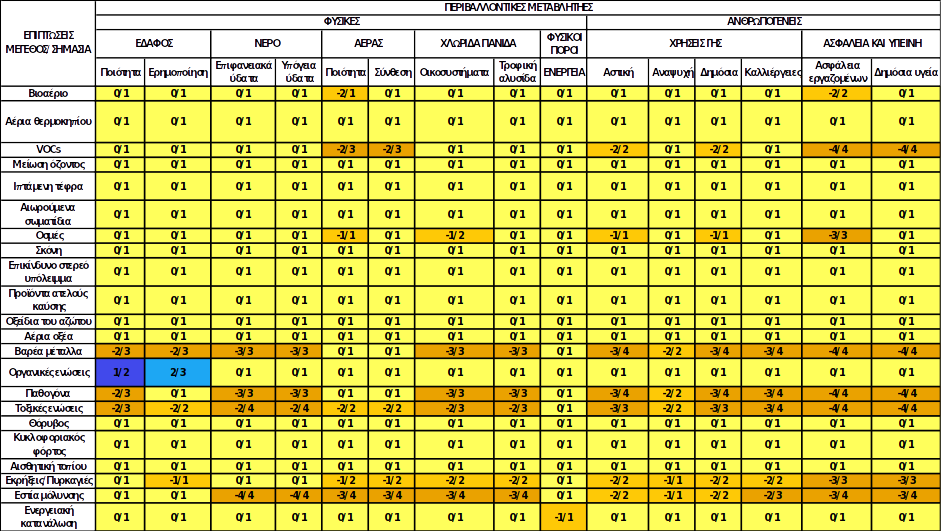 ΕΠΙΠΤΩΣΕΙΣ ΜΕΓΕΘΟΣ/ ΣΗΜΑΣΙΑ ΠΕΡΙΒΑΛΛΟΝΤΙΚΕΣ ΜΕΤΑΒΛΗΤΕΣ
ΦΥΣΙΚΕΣ ΑΝΘΡΩΠΟΓΕΝΕΙΣ
ΕΔΑΦΟΣ ΝΕΡΟ ΑΕΡΑΣ ΧΛΩΡΙΔΑ ΠΑΝΙΔΑ ΦΥΣΙΚΟΙ ΠΟΡΟΙ ΧΡΗΣΕΙΣ ΓΗΣ ΑΣΦΑΛΕΙΑ ΚΑΙ ΥΓΙΕΙΝΗ
Ποιότητα Ερημοποίηση Επιφανειακά ύδατα Υπόγεια ύδατα Ποιότητα Σύνθεση Οικοσυστήματα Τροφική αλυσίδα ΕΝΕΡΓΕΙΑ Αστική Αναψυχή Δημόσια Καλλιέργειες Ασφάλεια εργαζομένων Δημόσια υγεία
Βιοαέριο 0/1 0/1 0/1 0/1 -2/1 0/1 0/1 0/1 0/1 0/1 0/1 0/1 0/1 -2/2 0/1
Αέρια θερμοκηπίου 0/1 0/1 0/1 0/1 0/1 0/1 0/1 0/1 0/1 0/1 0/1 0/1 0/1 0/1 0/1
VOCs 0/1 0/1 0/1 0/1 -2/3 -2/3 0/1 0/1 0/1 -2/2 0/1 -2/2 0/1 -4/4 -4/4
Μείωση όζοντος 0/1 0/1 0/1 0/1 0/1 0/1 0/1 0/1 0/1 0/1 0/1 0/1 0/1 0/1 0/1
Ιπτάμενη τέφρα 0/1 0/1 0/1 0/1 0/1 0/1 0/1 0/1 0/1 0/1 0/1 0/1 0/1 0/1 0/1
Αιωρούμενα σωματίδια 0/1 0/1 0/1 0/1 0/1 0/1 0/1 0/1 0/1 0/1 0/1 0/1 0/1 0/1 0/1
Οσμές 0/1 0/1 0/1 0/1 -1/1 0/1 -1/2 0/1 0/1 -1/1 0/1 -1/1 0/1 -3/3 0/1
Σκόνη 0/1 0/1 0/1 0/1 0/1 0/1 0/1 0/1 0/1 0/1 0/1 0/1 0/1 0/1 0/1
Επικίνδυνο στερεό υπόλειμμα 0/1 0/1 0/1 0/1 0/1 0/1 0/1 0/1 0/1 0/1 0/1 0/1 0/1 0/1 0/1
Προϊόντα ατελούς καύσης 0/1 0/1 0/1 0/1 0/1 0/1 0/1 0/1 0/1 0/1 0/1 0/1 0/1 0/1 0/1
Οξείδια του αζώτου 0/1 0/1 0/1 0/1 0/1 0/1 0/1 0/1 0/1 0/1 0/1 0/1 0/1 0/1 0/1
Αέρια οξέα 0/1 0/1 0/1 0/1 0/1 0/1 0/1 0/1 0/1 0/1 0/1 0/1 0/1 0/1 0/1
Βαρέα μέταλλα -2/3 -2/3 -3/3 -3/3 0/1 0/1 -3/3 -3/3 0/1 -3/4 -2/2 -3/4 -3/4 -4/4 -4/4
Οργανικές ενώσεις 1/2 2/3 0/1 0/1 0/1 0/1 0/1 0/1 0/1 0/1 0/1 0/1 0/1 0/1 0/1
Παθογόνα -2/3 0/1 -3/3 -3/3 0/1 0/1 -3/3 -3/3 0/1 -3/4 -2/2 -3/4 -3/4 -4/4 -4/4
Τοξικές ενώσεις -2/3 -2/2 -2/4 -2/4 -2/2 -2/2 -2/3 -2/3 0/1 -3/3 -2/2 -3/3 -3/4 -4/4 -4/4
Θόρυβος 0/1 0/1 0/1 0/1 0/1 0/1 0/1 0/1 0/1 0/1 0/1 0/1 0/1 0/1 0/1
Κυκλοφοριακός φόρτος 0/1 0/1 0/1 0/1 0/1 0/1 0/1 0/1 0/1 0/1 0/1 0/1 0/1 0/1 0/1
Αισθητική τοπίου 0/1 0/1 0/1 0/1 0/1 0/1 0/1 0/1 0/1 0/1 0/1 0/1 0/1 0/1 0/1
Εκρήξεις/ Πυρκαγιές 0/1 -1/1 0/1 0/1 -1/2 -1/2 -2/2 -2/2 0/1 -2/2 -1/1 -2/2 -2/2 -3/3 -3/3
Εστία μόλυνσης 0/1 0/1 -4/4 -4/4 -3/4 -3/4 -3/4 -3/4 0/1 -2/2 -1/1 -2/2 -2/3 -3/4 -3/4
Ενεργειακή κατανάλωση 0/1 0/1 0/1 0/1 0/1 0/1 0/1 0/1 -1/1 0/1 0/1 0/1 0/1 0/1 0/1